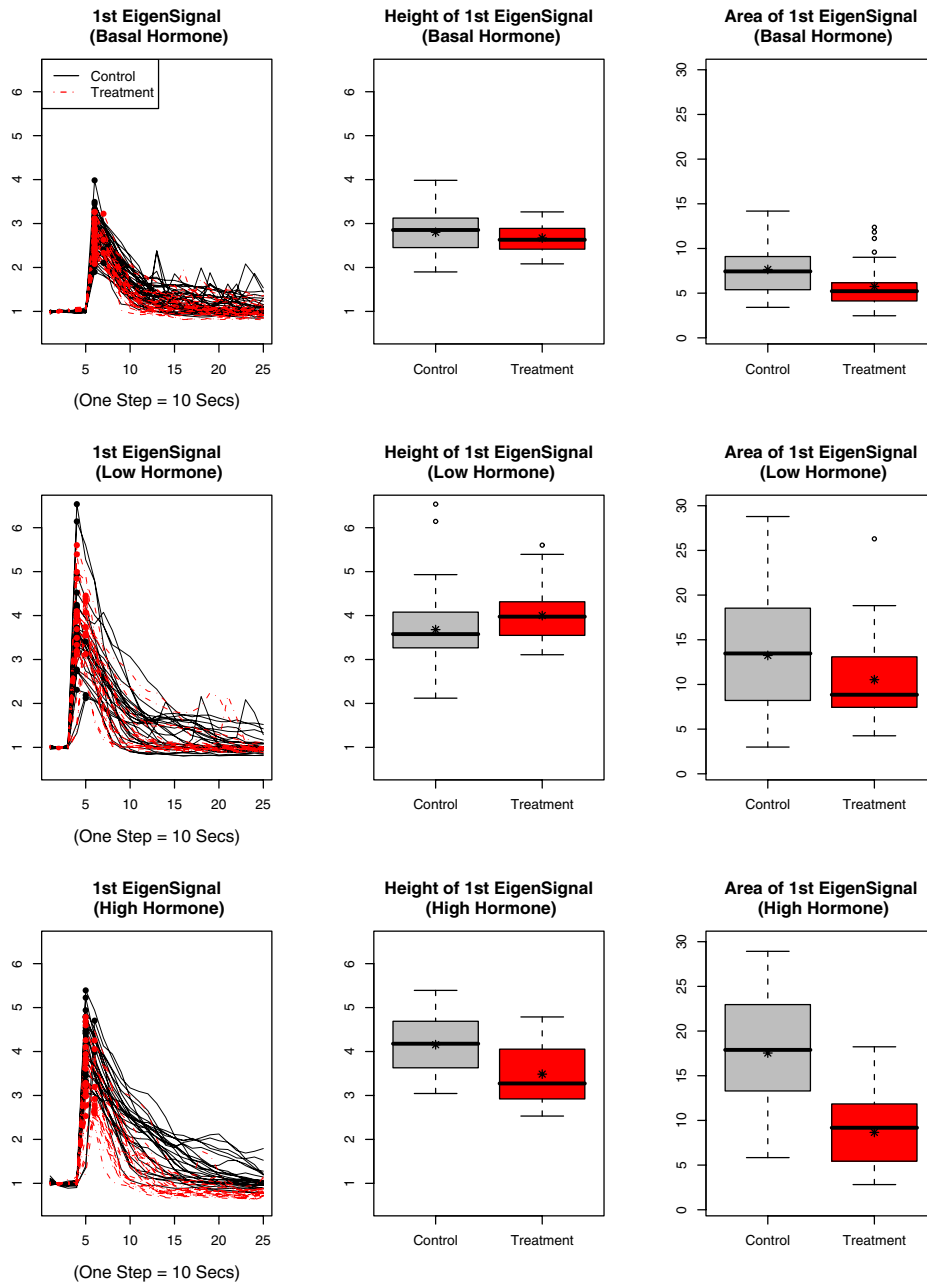 1st EigenSignal
(Basal Hormone)
Control
Treatment
6
5
4
3
2
1
5 10 15 20 25
(One Step = 10 Secs)
Height of 1st EigenSignal
(Basal Hormone)
6
5
4
3
2
1
Control Treatment
Area of 1st EigenSignal
(Basal Hormone)
30
25
20
15
10
5
0
Control Treatment
1st EigenSignal
(Low Hormone)
6
5
4
3
2
1
5 10 15 20 25
(One Step = 10 Secs)
Height of 1st EigenSignal
(Low Hormone)
6
5
4
3
2
1
Control Treatment
Area of 1st EigenSignal
(Low Hormone)
30
25
20
15
10
5
0
Control Treatment
1st EigenSignal
(High Hormone)
6
5
4
3
2
1
5 10 15 20 25
(One Step = 10 Secs)
Height of 1st EigenSignal
(High Hormone)
6
5
4
3
2
1
Control Treatment
Area of 1st EigenSignal
(High Hormone)
30
25
20
15
10
5
0
Control Treatment